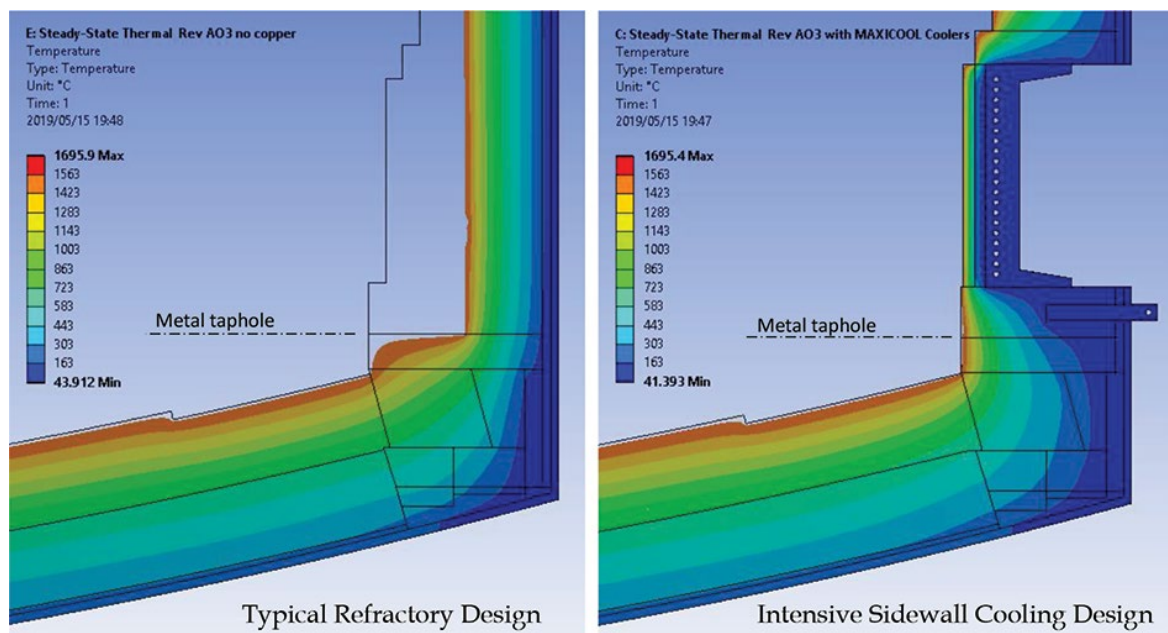 E: Steady-State Thermal Rev AO3 no copper
Temperature
Type: Temperature
Unit: °C
Time: 1
2019/05/15 19:48
1695.9 Max
1563
1423
1283
1143
1003
863
723
583
443
303
163
43.912 Min
Metal taphole
Typical Refractory Design
C: Steady-State Thermal Rev AO3 with MAXICOOL Coolers
Temperature
Type: Temperature
Unit: °C
Time: 1
2019/05/15 19:47
1695.4 Max
1563
1423
1283
1143
1003
863
723
583
443
303
163
41.393 Min
Metal taphole
Intensive Sidewall Cooling Design